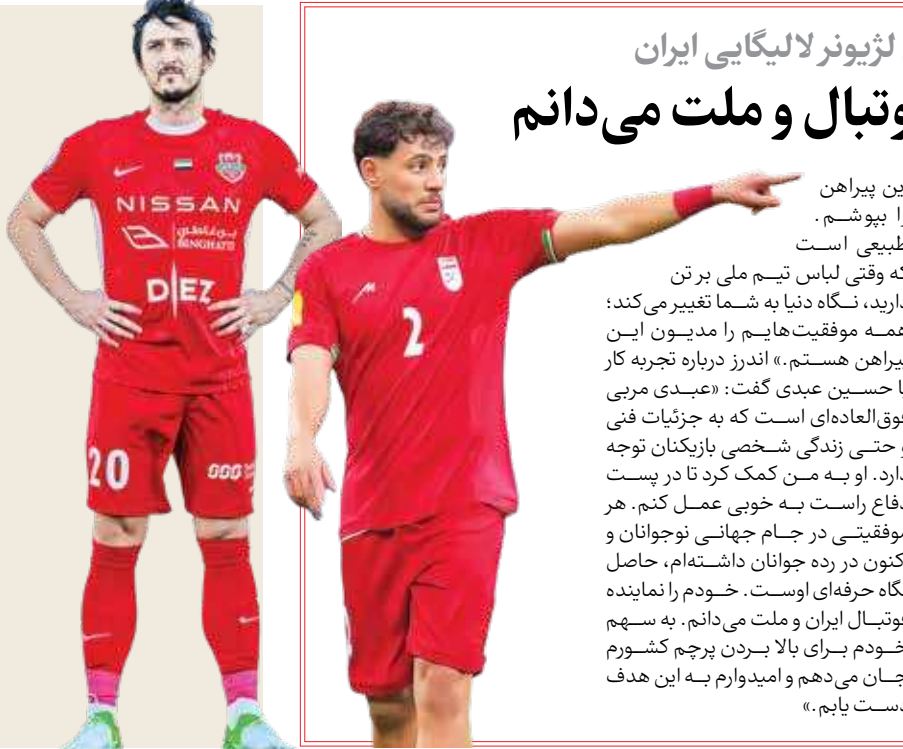 لژیونر لالیگایی ایران
وتبال و ملت می‌دانم
ین پیراهن
را بپوشم.
طبیعی است
که وقتی لباس تیم ملی بر تن
دارید، نگاه دنیا به شما تغییر می‌کند؛
همه موفقیت‌هایم را مدیون این
پیراهن هستم.» اندرز درباره تجربه کار
با حسین عبدی گفت: «عبدی مربی
فوق‌العاده‌ای است که به جزئیات فنی
و حتی زندگی شخصی بازیکنان توجه
دارد. او به من کمک کرد تا در پست
دفاع راست به خوبی عمل کنم. هر
موفقیتی در جام جهانی نوجوانان و
اکنون در رده جوانان داشته‌ام، حاصل
نگاه حرفه‌ای اوست. خودم را نماینده
فوتبال ایران و ملت می‌دانم. به سهم
خودم برای بالا بردن پرچم کشورم
جان می‌دهم و امیدوارم به این هدف
دست یابم.»
NISSAN
بن غاطي
BINGHATTI
DIEZ
20
2